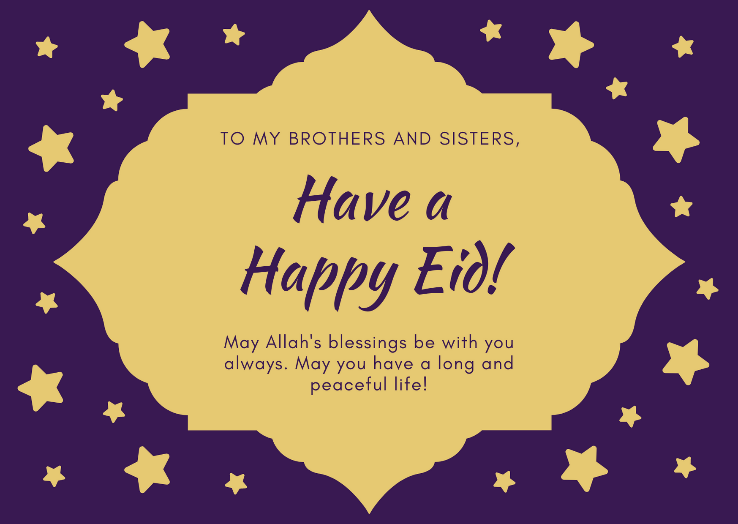 TO MY BROTHERS AND SISTERS,
Have a
Happy Eid!
May Allah's blessings be with you
always. May you have a long and
peaceful life!